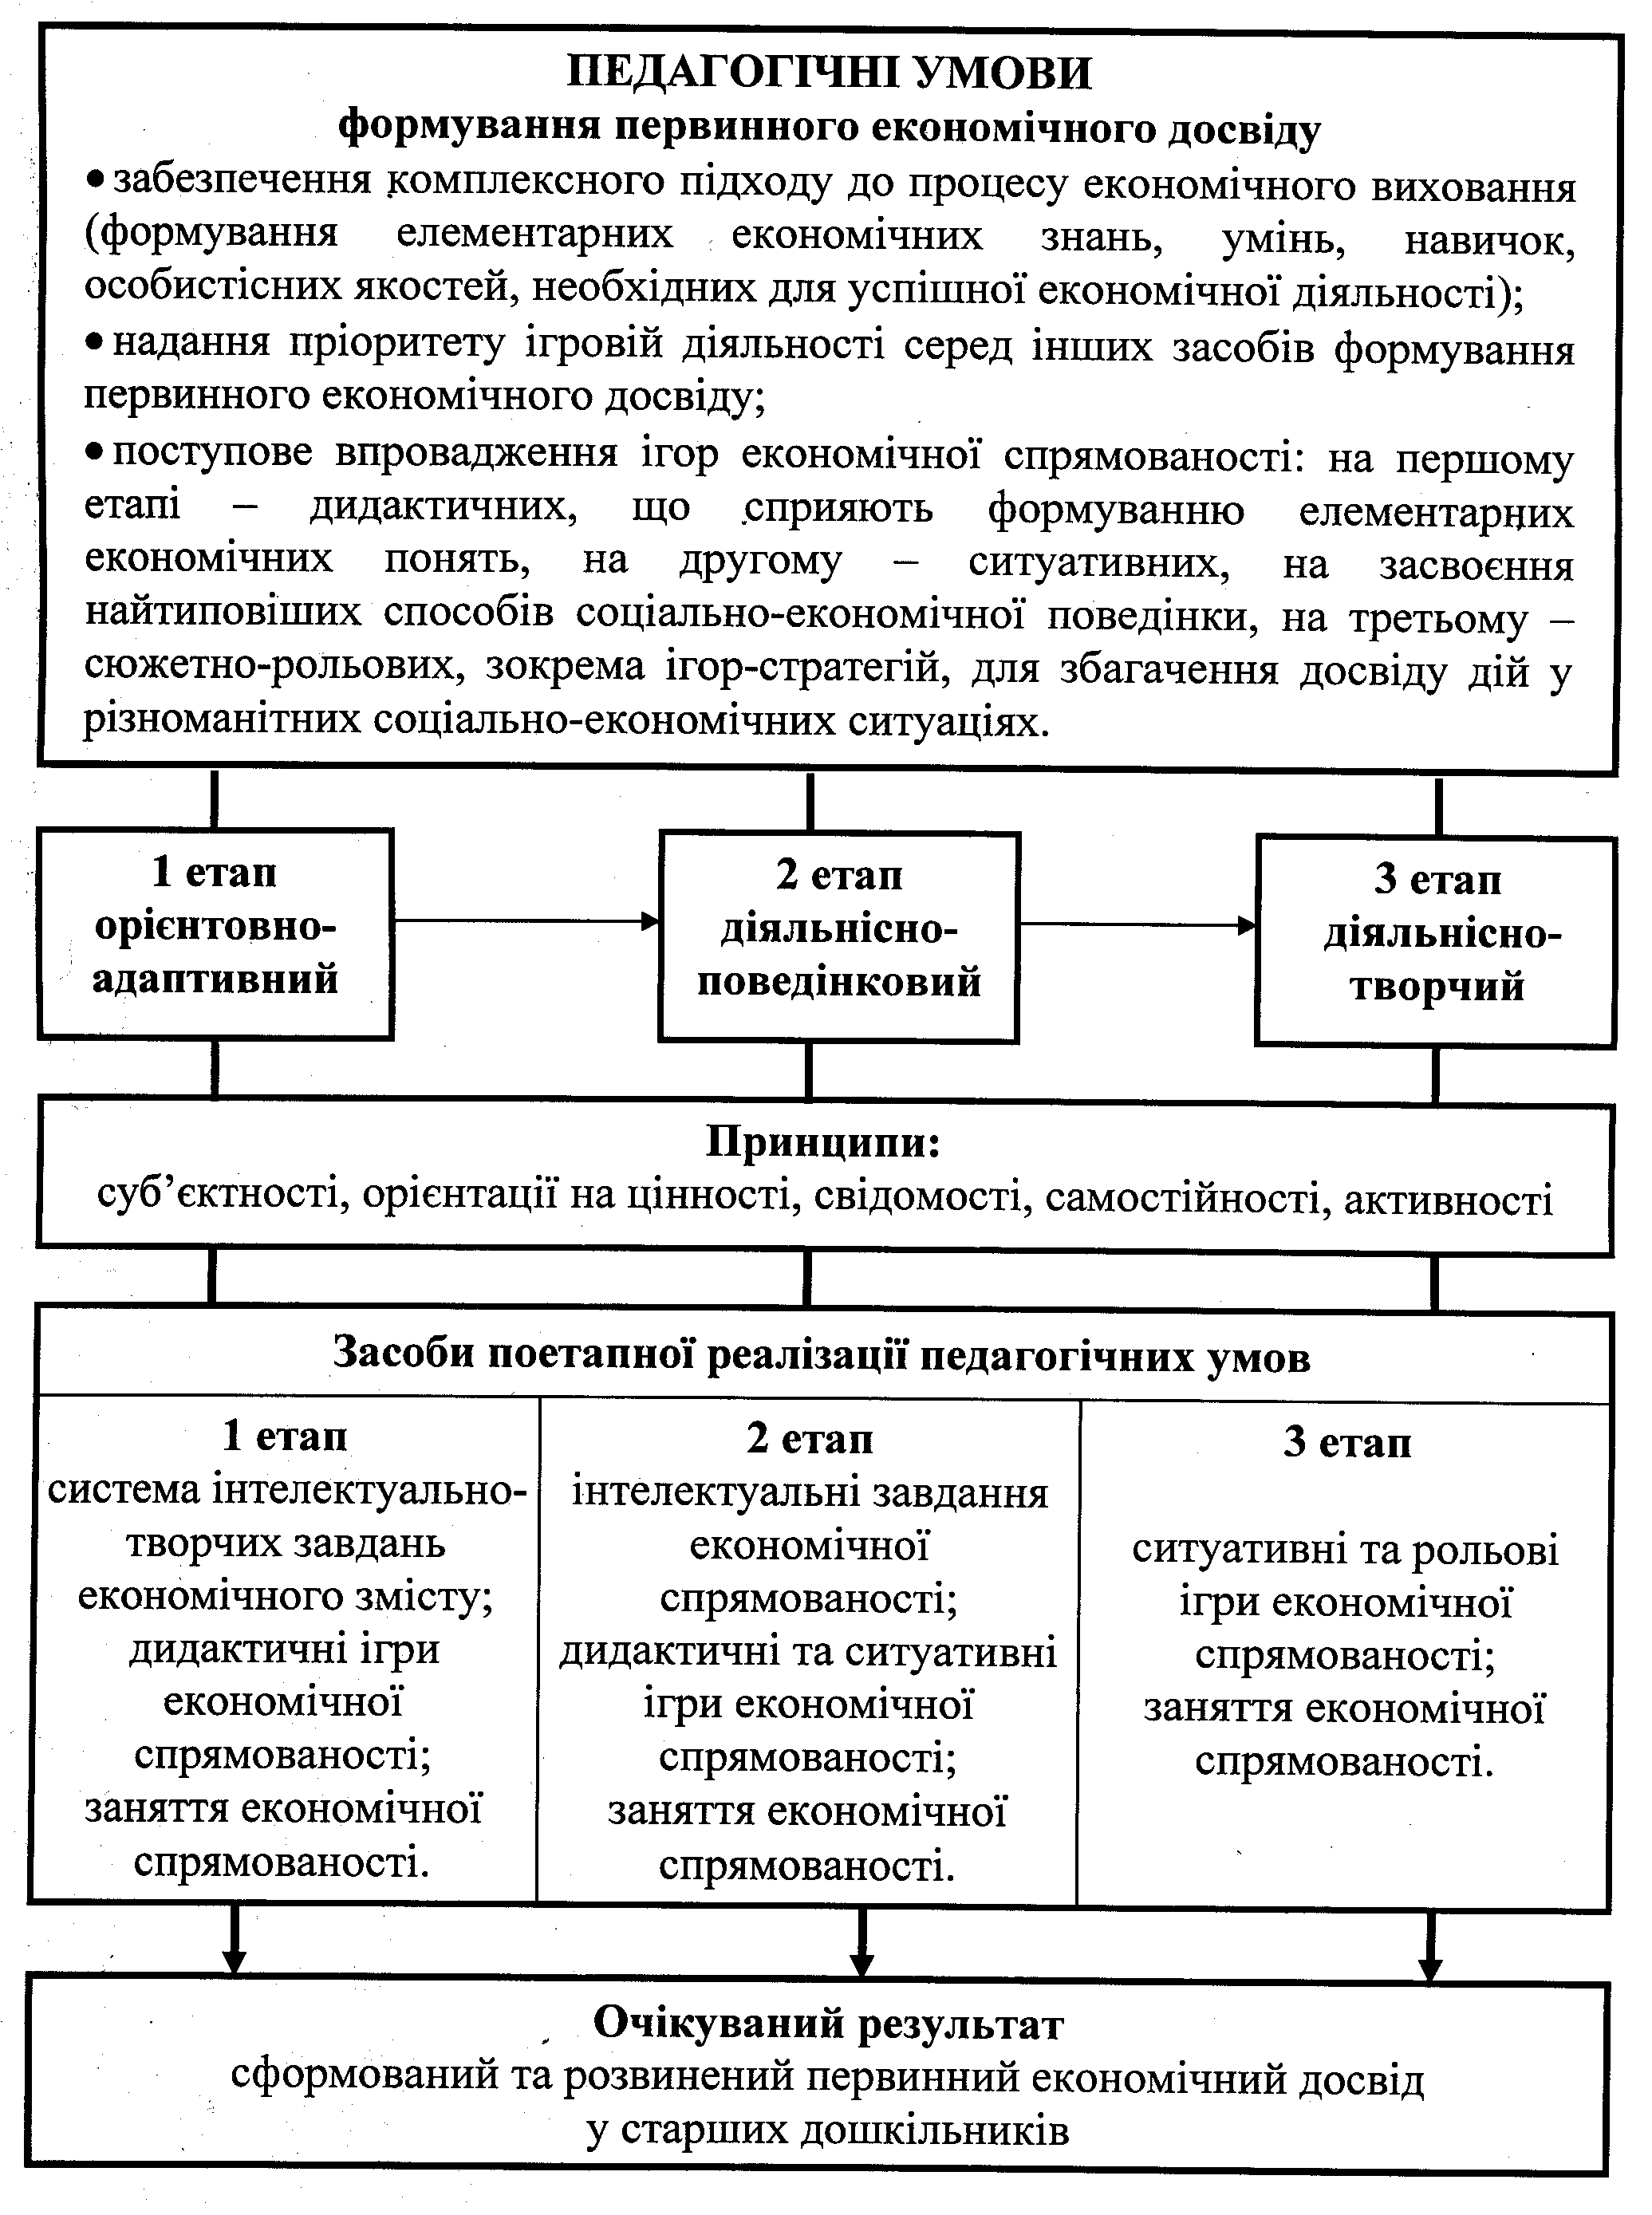 ПЕДАГОГІЧНІ УМОВИ
формування первинного економічного досвіду
• забезпечення комплексного підходу до процесу економічного виховання
(формування елементарних економічних знань, умінь, навичок,
особистісних якостей, необхідних для успішної економічної діяльності);
• надання пріоритету ігровій діяльності серед інших засобів формування
первинного економічного досвіду;
• поступове впровадження ігор економічної спрямованості: на першому
етапі – дидактичних, що сприяють формуванню елементарних
економічних понять, на другому – ситуативних, на засвоєння
найтиповіших способів соціально-економічної поведінки, на третьому –
сюжетно-рольових, зокрема ігор-стратегій, для збагачення досвіду дій у
різноманітних соціально-економічних ситуаціях.
1 етап
орієнтовно-
адаптивний
2 етап
діяльнісно-
поведінковий
3 етап
діяльнісно-
творчий
Принципи:
суб’єктності, орієнтації на цінності, свідомості, самостійності, активності
Засоби поетапної реалізації педагогічних умов
1 етап
система інтелектуально-
творчих завдань
економічного змісту;
дидактичні ігри
економічної
спрямованості;
заняття економічної
спрямованості.
2 етап
інтелектуальні завдання
економічної
спрямованості;
дидактичні та ситуативні
ігри економічної
спрямованості;
заняття економічної
спрямованості.
3 етап
ситуативні та рольові
ігри економічної
спрямованості;
заняття економічної
спрямованості.
Очікуваний результат
сформований та розвинений первинний економічний досвід
у старших дошкільників